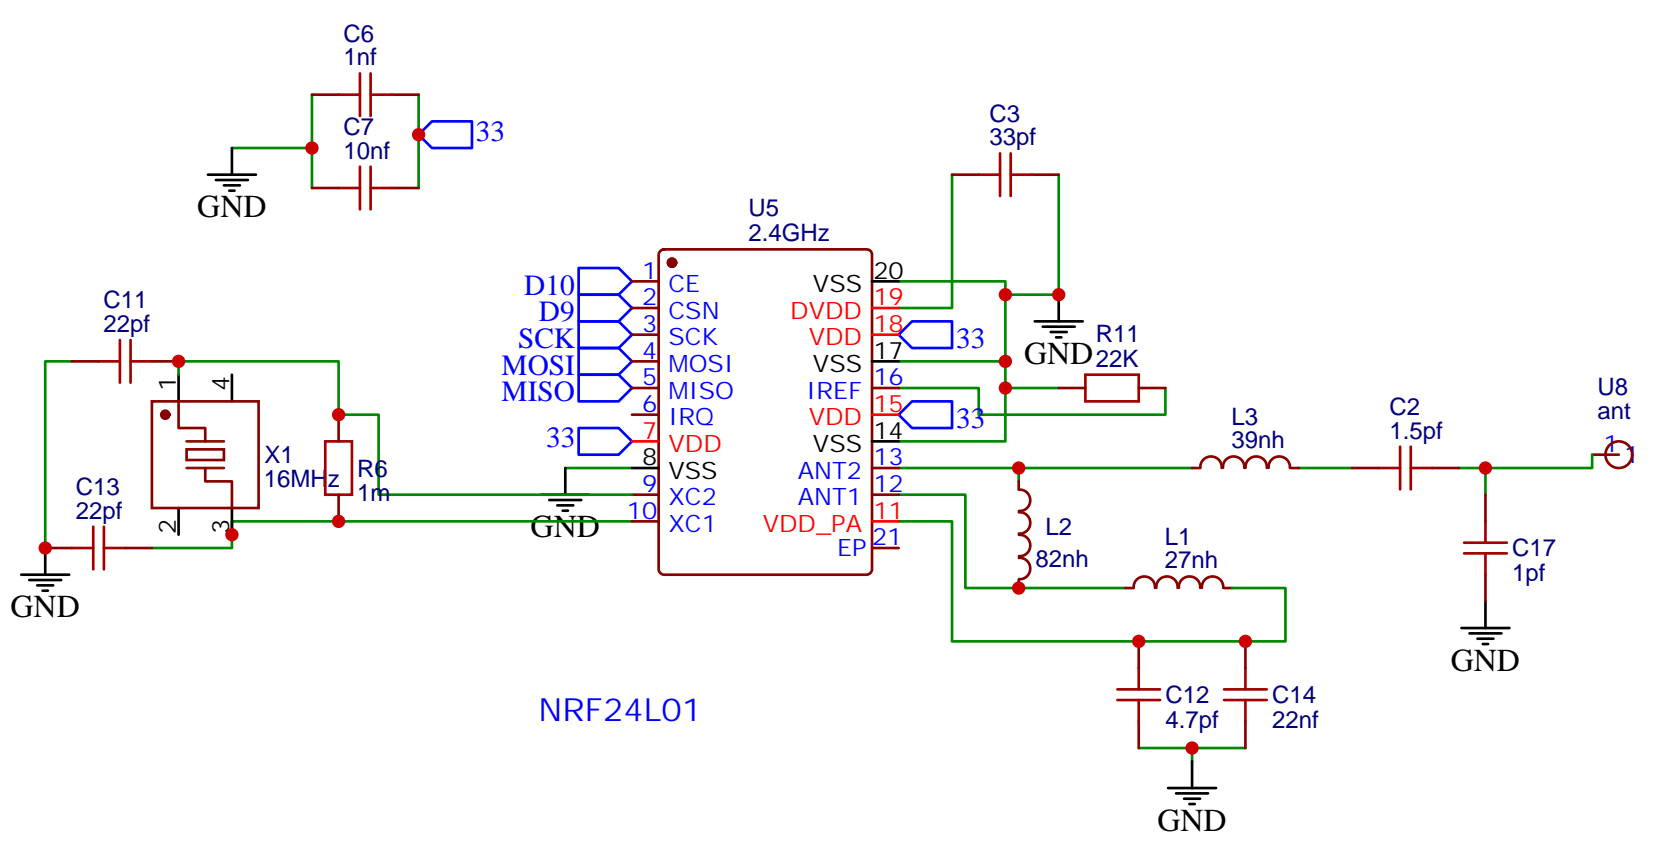 C6
1nf
C7
10nf
33
GND
C3
33pf
U5
2.4GHz
D10
D9
SCK
MOSI
MISO
33
1
2
3
4
5
6
7
8
9
10
CE
CSN
SCK
MOSI
MISO
IRQ
VDD
VSS
XC2
XC1
VSS
DVDD
VDD
VSS
IREF
VDD
VSS
ANT2
ANT1
VDD_PA
EP
20
19
18
17
16
15
14
13
12
11
21
33
33
GND
R11
22K
C11
22pf
1
4
X1
16MHz
R6
1m
C13
22pf
2
3
GND
GND
L3
39nh
C2
1.5pf
U8
ant
1
1
L2
82nh
L1
27nh
C17
1pf
GND
C12
4.7pf
C14
22nf
GND
NRF24L01